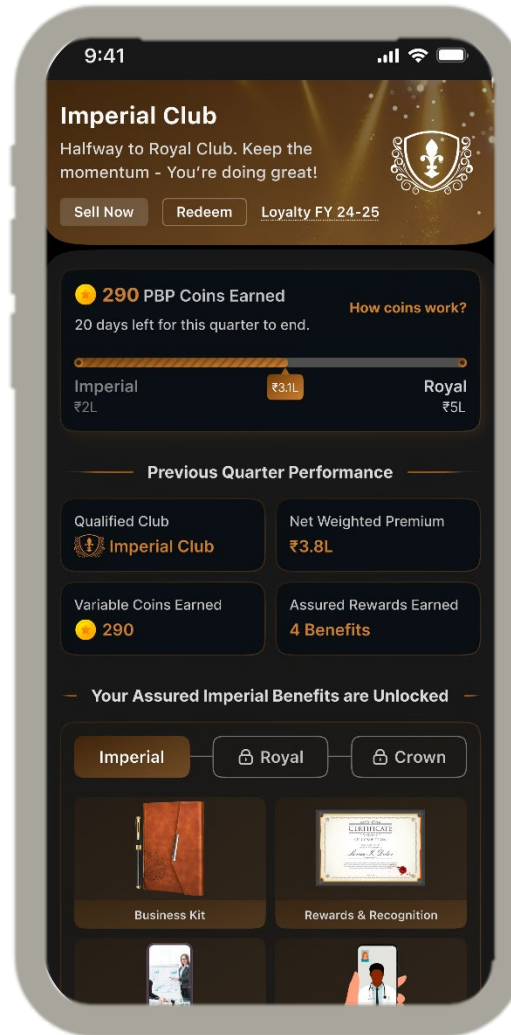 9:41
Imperial Club
Halfway to Royal Club. Keep the
momentum - You're doing great!
Sell Now
Redeem
Loyalty FY 24-25
290 PBP Coins Earned
How coins work?
20 days left for this quarter to end.
Imperial
₹3.1L
Royal
₹2L
₹5L
Previous Quarter Performance
Qualified Club
Imperial Club
Net Weighted Premium
₹3.8L
Variable Coins Earned
290
Assured Rewards Earned
4 Benefits
Your Assured Imperial Benefits are Unlocked
Imperial
Royal
Crown
CERTIFICATE
Business Kit
Rewards & Recognition